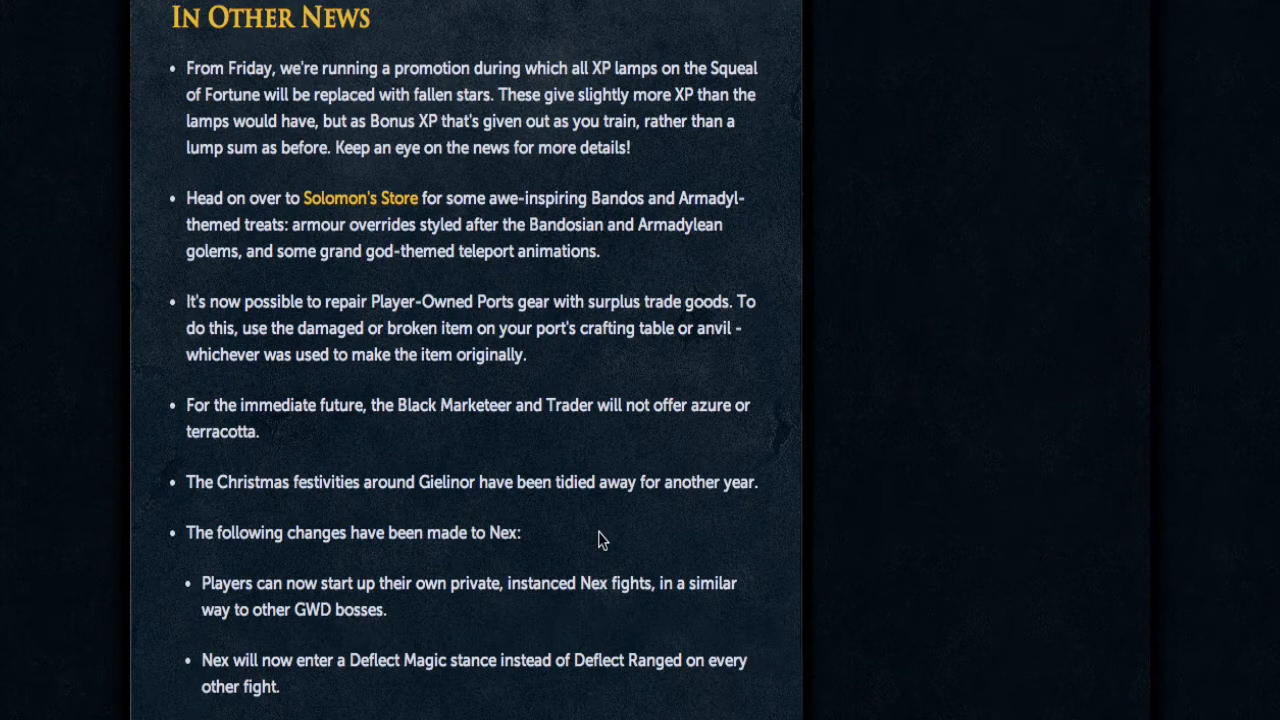 In Other News
• From Friday, we're running a promotion during which all XP lamps on the Squeal
of Fortune will be replaced with fallen stars. These give slightly more XP than the
lamps would have, but as Bonus XP that's given out as you train, rather than a
lump sum as before. Keep an eye on the news for more details!
• Head on over to Solomon's Store for some awe-inspiring Bandos and Armadyl-
themed treats: armour overrides styled after the Bandosian and Armadylean
golems, and some grand god-themed teleport animations.
• It's now possible to repair Player-Owned Ports gear with surplus trade goods. To
do this, use the damaged or broken item on your port's crafting table or anvil -
whichever was used to make the item originally.
• For the immediate future, the Black Marketeer and Trader will not offer azure or
terracotta.
• The Christmas festivities around Gielinor have been tidied away for another year.
• The following changes have been made to Nex:
• Players can now start up their own private, instanced Nex fights, in a similar
way to other GWD bosses.
• Nex will now enter a Deflect Magic stance instead of Deflect Ranged on every
other fight.